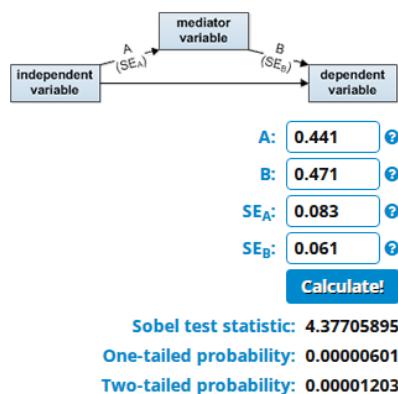 mediator
variable
A
(SEA)
B
(SEB)
independent
variable
dependent
variable
A: 0.441 ?
B: 0.471 ?
SEA: 0.083 ?
SEB: 0.061 ?
Calculate!
Sobel test statistic: 4.37705895
One-tailed probability: 0.00000601
Two-tailed probability: 0.00001203